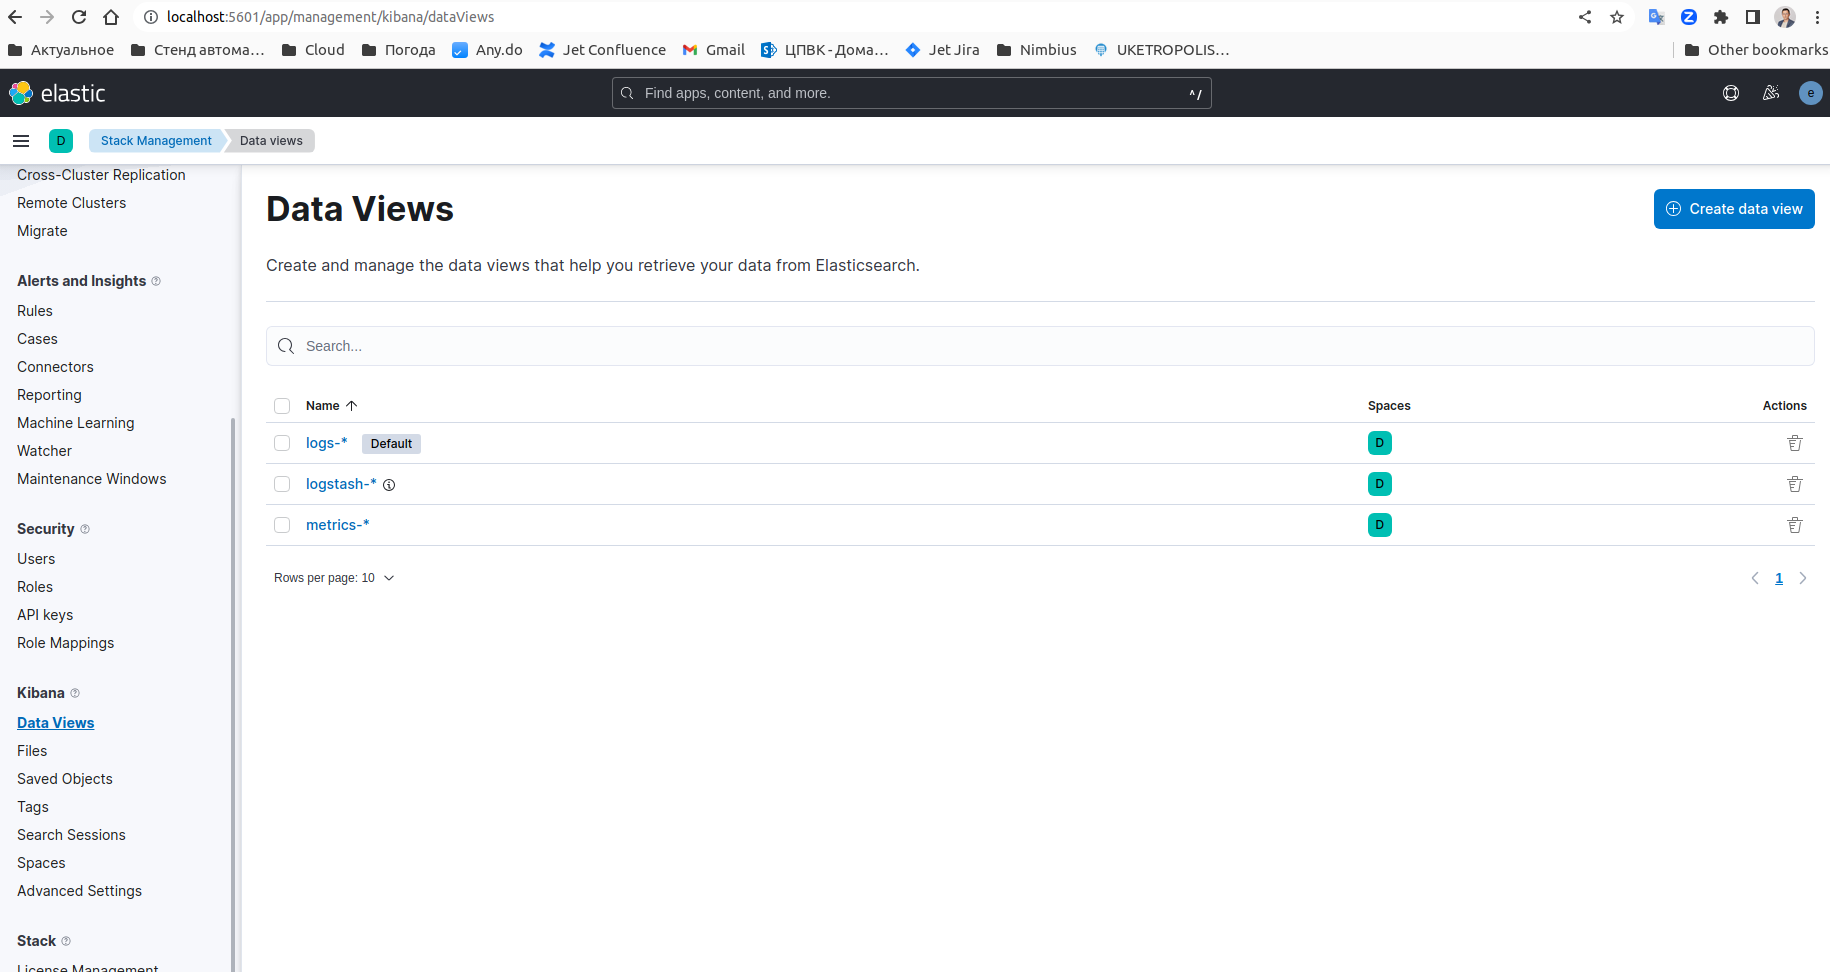 localhost:5601/app/management/kibana/dataViews
Актуальное Стенд автома... Cloud Погода Any.do Jet Confluence Gmail ЦПВК - Дома... Jet Jira Nimbius UKETROPOLIS... Other bookmarks
elastic Find apps, content, and more. ^/ e
D Stack Management Data views
Cross-Cluster Replication
Remote Clusters
Migrate
Alerts and Insights
Rules
Cases
Connectors
Reporting
Machine Learning
Watcher
Maintenance Windows
Security
Users
Roles
API keys
Role Mappings
Kibana
Data Views
Files
Saved Objects
Tags
Search Sessions
Spaces
Advanced Settings
Stack
License Management
Data Views
Create data view
Create and manage the data views that help you retrieve your data from Elasticsearch.
Search...
Name Spaces Actions
logs-* Default D
logstash-* D
metrics-* D
Rows per page: 10 1